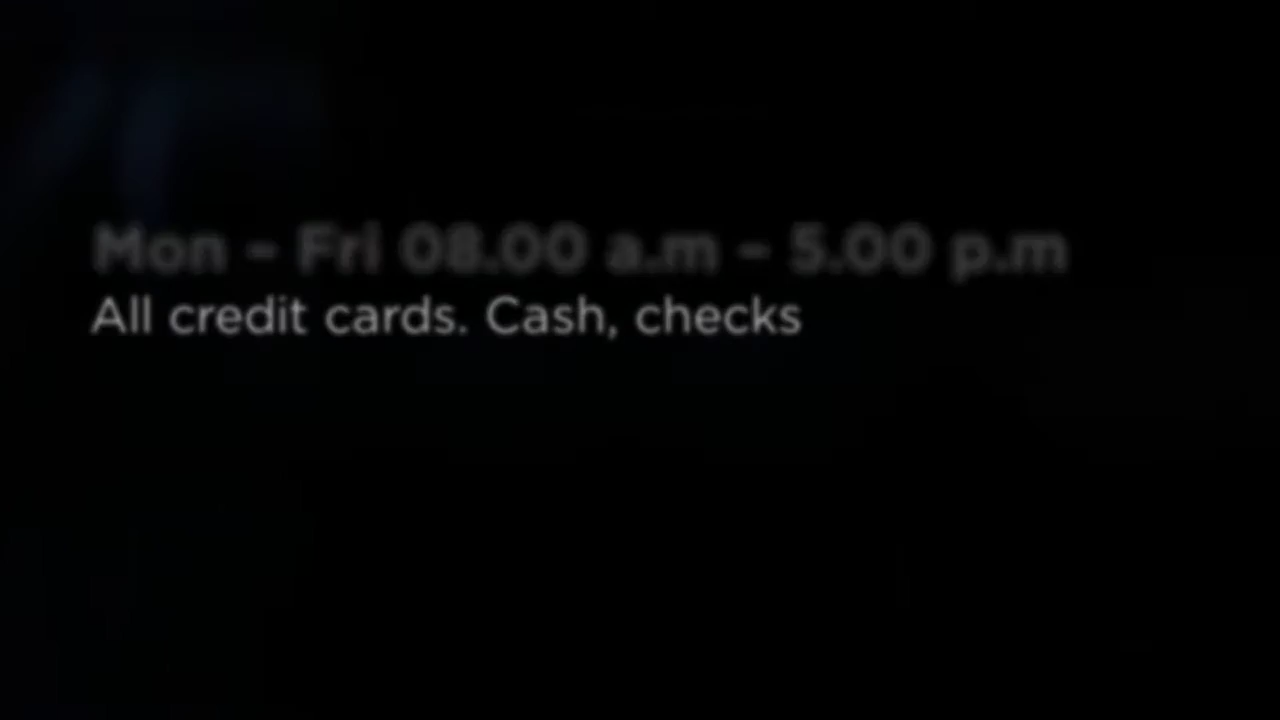 Mon – Fri 08.00 a.m – 5.00 p.m
All credit cards. Cash, checks